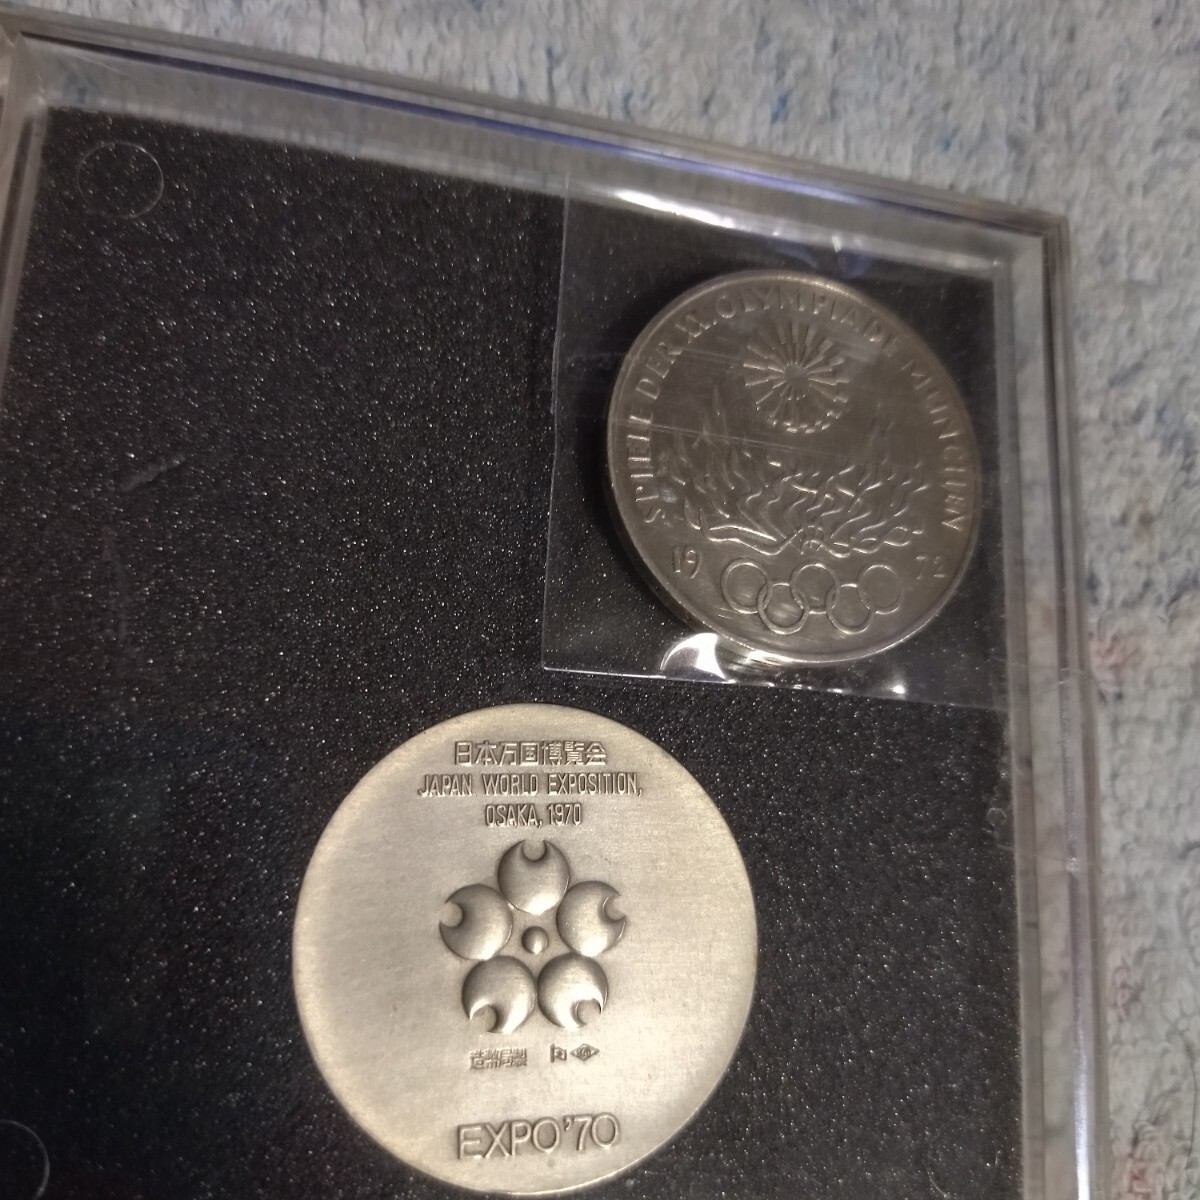 SPIELE DER XX. OLYMPIADE MÜNCHEN
19 72
日本万国博覧会
JAPAN WORLD EXPOSITION,
OSAKA, 1970
造幣局製
EXPO'70